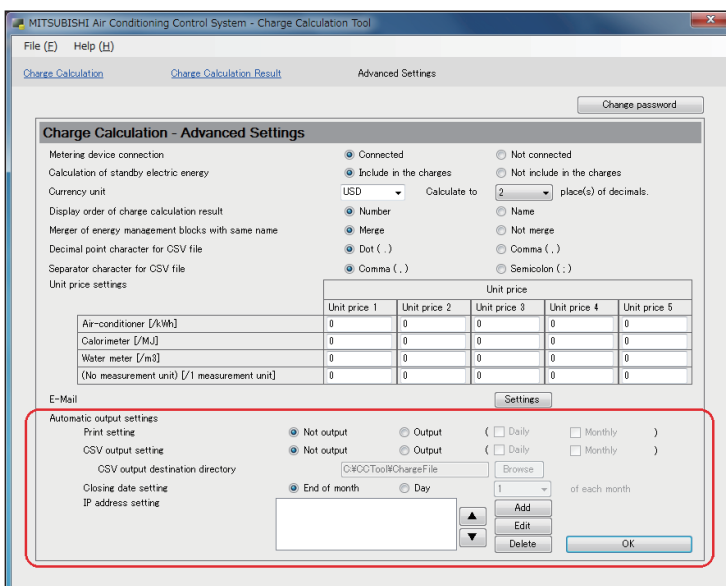 MITSUBISHI Air Conditioning Control System - Charge Calculation Tool
File (F) Help (H)
Charge Calculation Charge Calculation Result Advanced Settings
Change password
Charge Calculation - Advanced Settings
Metering device connection Connected Not connected
Calculation of standby electric energy Include in the charges Not include in the charges
Currency unit USD Calculate to 2 place(s) of decimals.
Display order of charge calculation result Number Name
Merger of energy management blocks with same name Merge Not merge
Decimal point character for CSV file Dot ( . ) Comma ( , )
Separator character for CSV file Comma ( , ) Semicolon ( ; )
Unit price settings Unit price
Unit price 1 Unit price 2 Unit price 3 Unit price 4 Unit price 5
Air-conditioner [/kWh] 0 0 0 0 0
Calorimeter [/MJ] 0 0 0 0 0
Water meter [/m3] 0 0 0 0 0
(No measurement unit) [/1 measurement unit] 0 0 0 0 0
E-Mail Settings
Automatic output settings
Print setting Not output Output ( Daily Monthly )
CSV output setting Not output Output ( Daily Monthly )
CSV output destination directory C:¥CCTool¥ChargeFile Browse
Closing date setting End of month Day 1 of each month
IP address setting Add
Edit
Delete OK